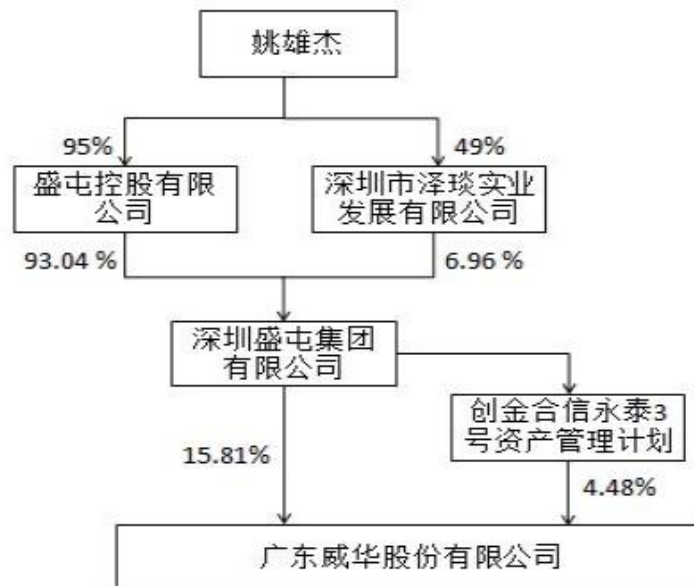 姚雄杰
95%
49%
盛屯控股有限
公司
深圳市泽琰实业
发展有限公司
93.04 %
6.96 %
深圳盛屯集团
有限公司
创金合信永泰3
号资产管理计划
15.81%
4.48%
广东威华股份有限公司